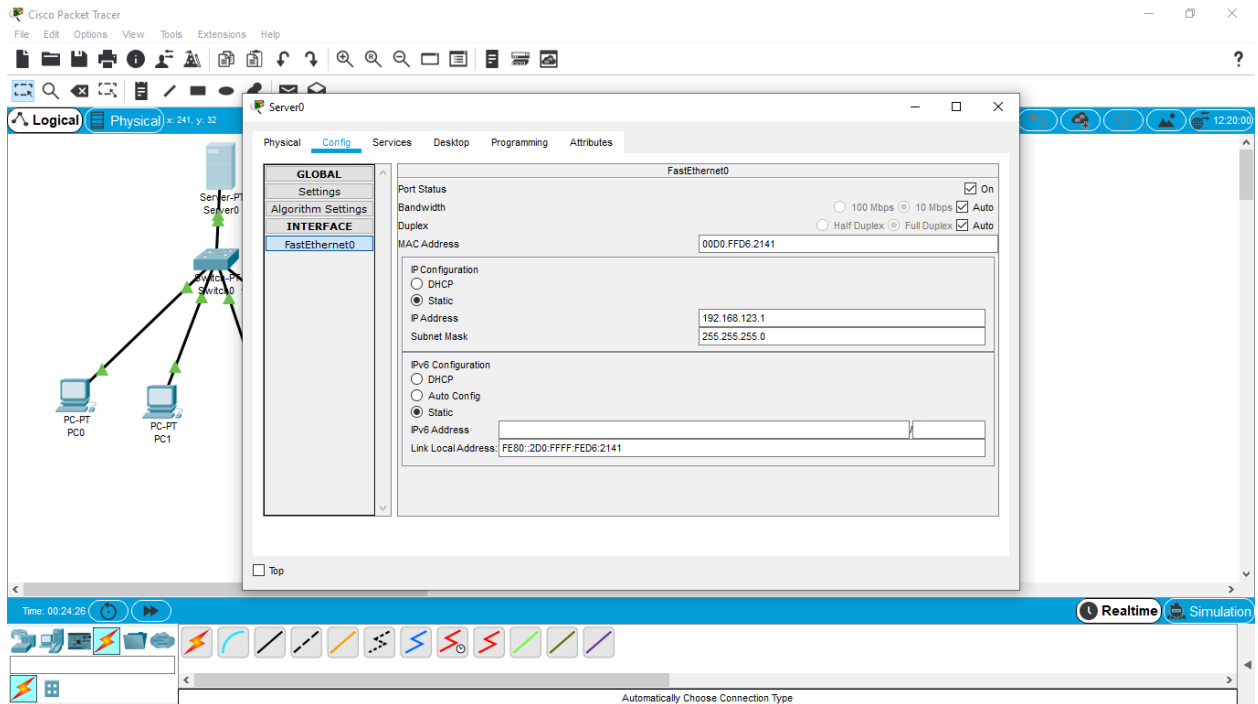 Cisco Packet Tracer
File Edit Options View Tools Extensions Help
?
Logical Physical x: 241, y: 32
12:20:00
Server0
Physical Config Services Desktop Programming Attributes
GLOBAL
Settings
Algorithm Settings
INTERFACE
FastEthernet0
FastEthernet0
Port Status On
Bandwidth 100 Mbps 10 Mbps Auto
Duplex Half Duplex Full Duplex Auto
MAC Address 00D0.FFD6.2141
IP Configuration
DHCP
Static
IP Address 192.168.123.1
Subnet Mask 255.255.255.0
IPv6 Configuration
DHCP
Auto Config
Static
IPv6 Address /
Link Local Address: FE80::2D0:FFFF:FED6:2141
Top
Server-PT
Server0
Switch-PT
Switch0
PC-PT
PC0
PC-PT
PC1
Time: 00:24:26
Realtime Simulation
Automatically Choose Connection Type